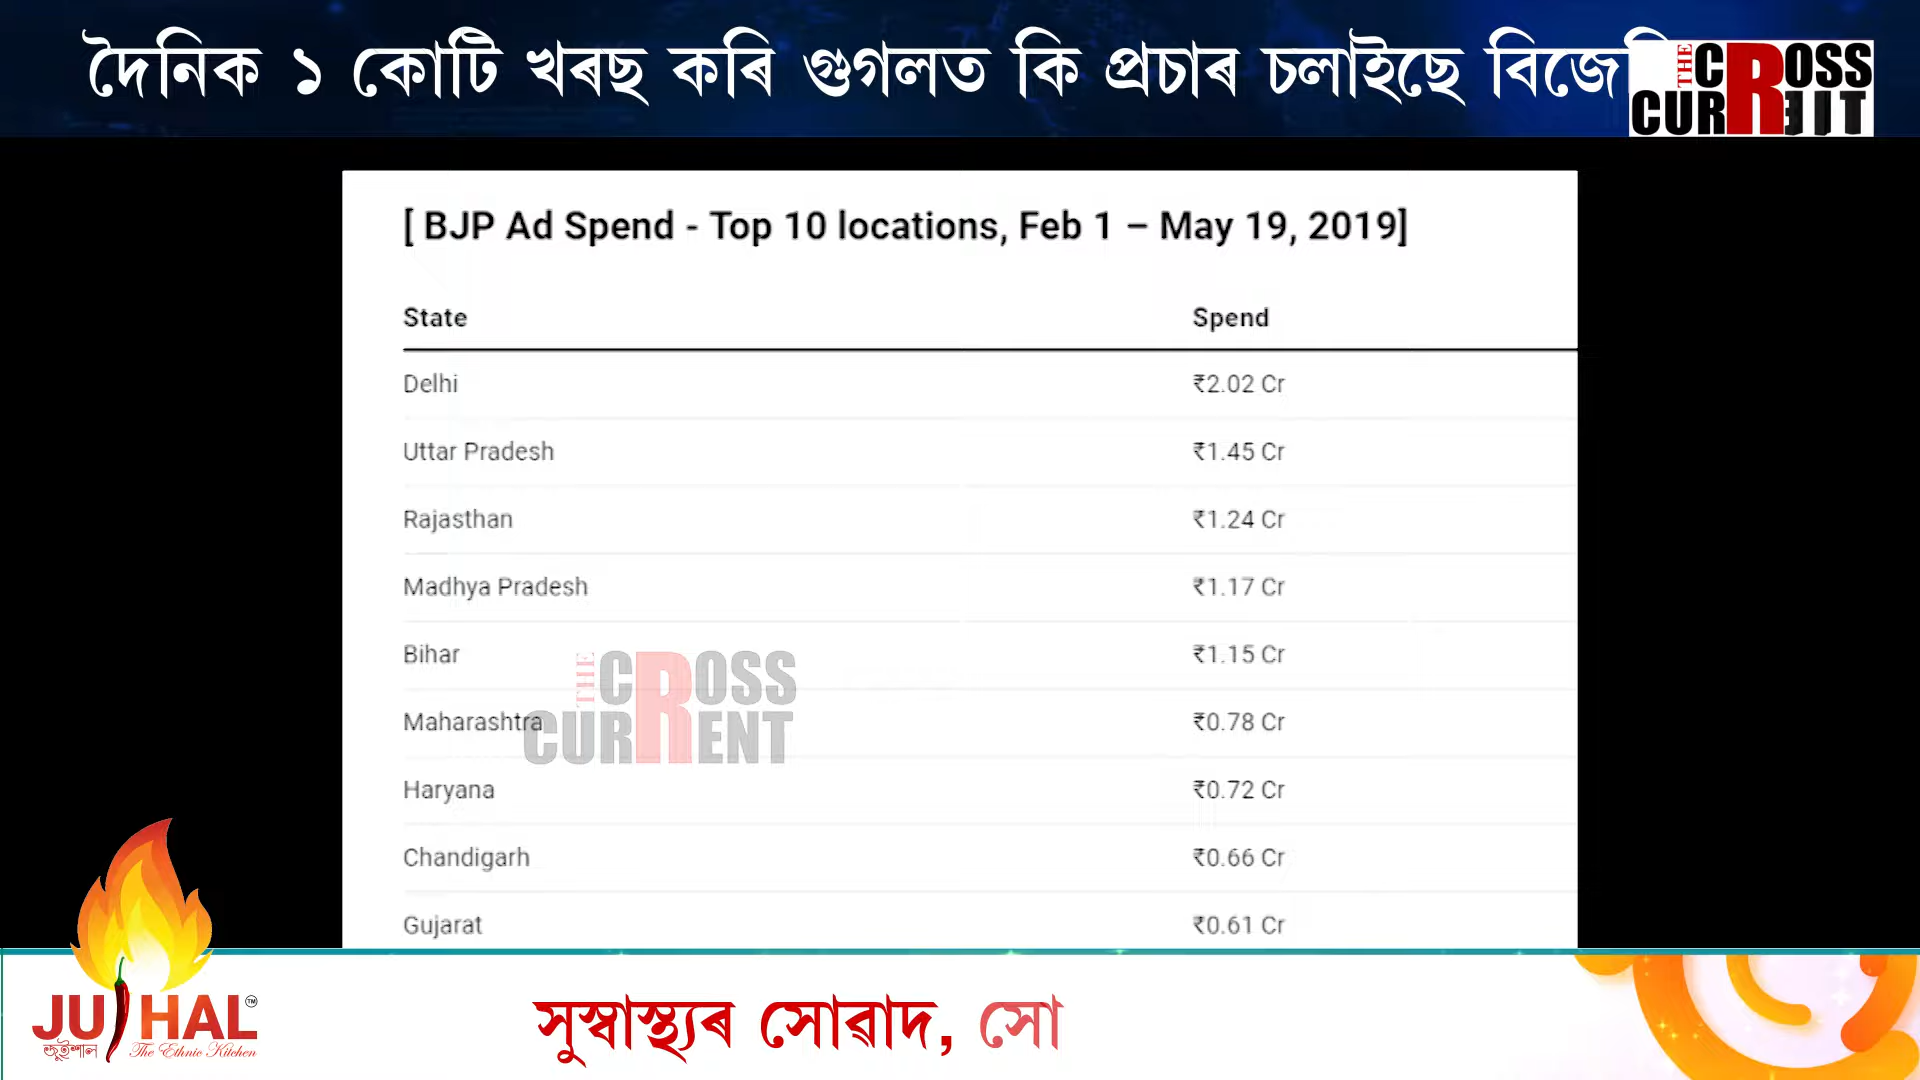 দৈনিক ১ কোটি খৰছ কৰি গুগলত কি প্ৰচাৰ চলাইছে
THE CROSS CURRENT
[ BJP Ad Spend - Top 10 locations, Feb 1 – May 19, 2019]
State Spend
Delhi ₹2.02 Cr
Uttar Pradesh ₹1.45 Cr
Rajasthan ₹1.24 Cr
Madhya Pradesh ₹1.17 Cr
Bihar ₹1.15 Cr
Maharashtra ₹0.78 Cr
Haryana ₹0.72 Cr
Chandigarh ₹0.66 Cr
Gujarat ₹0.61 Cr
THE CROSS
CURRENT
JUIHAL™
জুইশাল The Ethnic Kitchen
সুস্বাস্থ্যৰ সোৱাদ, সো